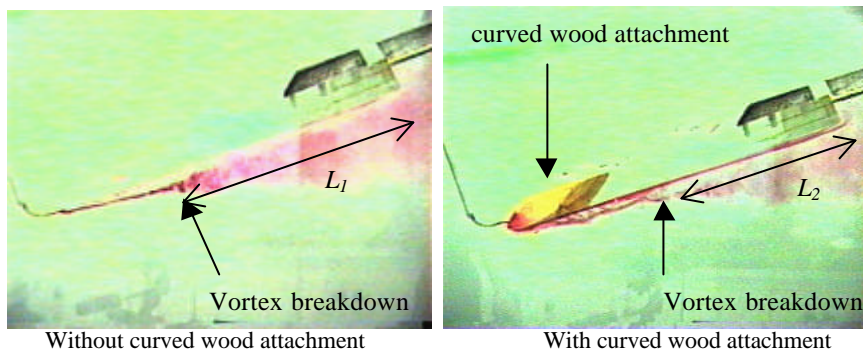 L1
Vortex breakdown
Without curved wood attachment
curved wood attachment
L2
Vortex breakdown
With curved wood attachment